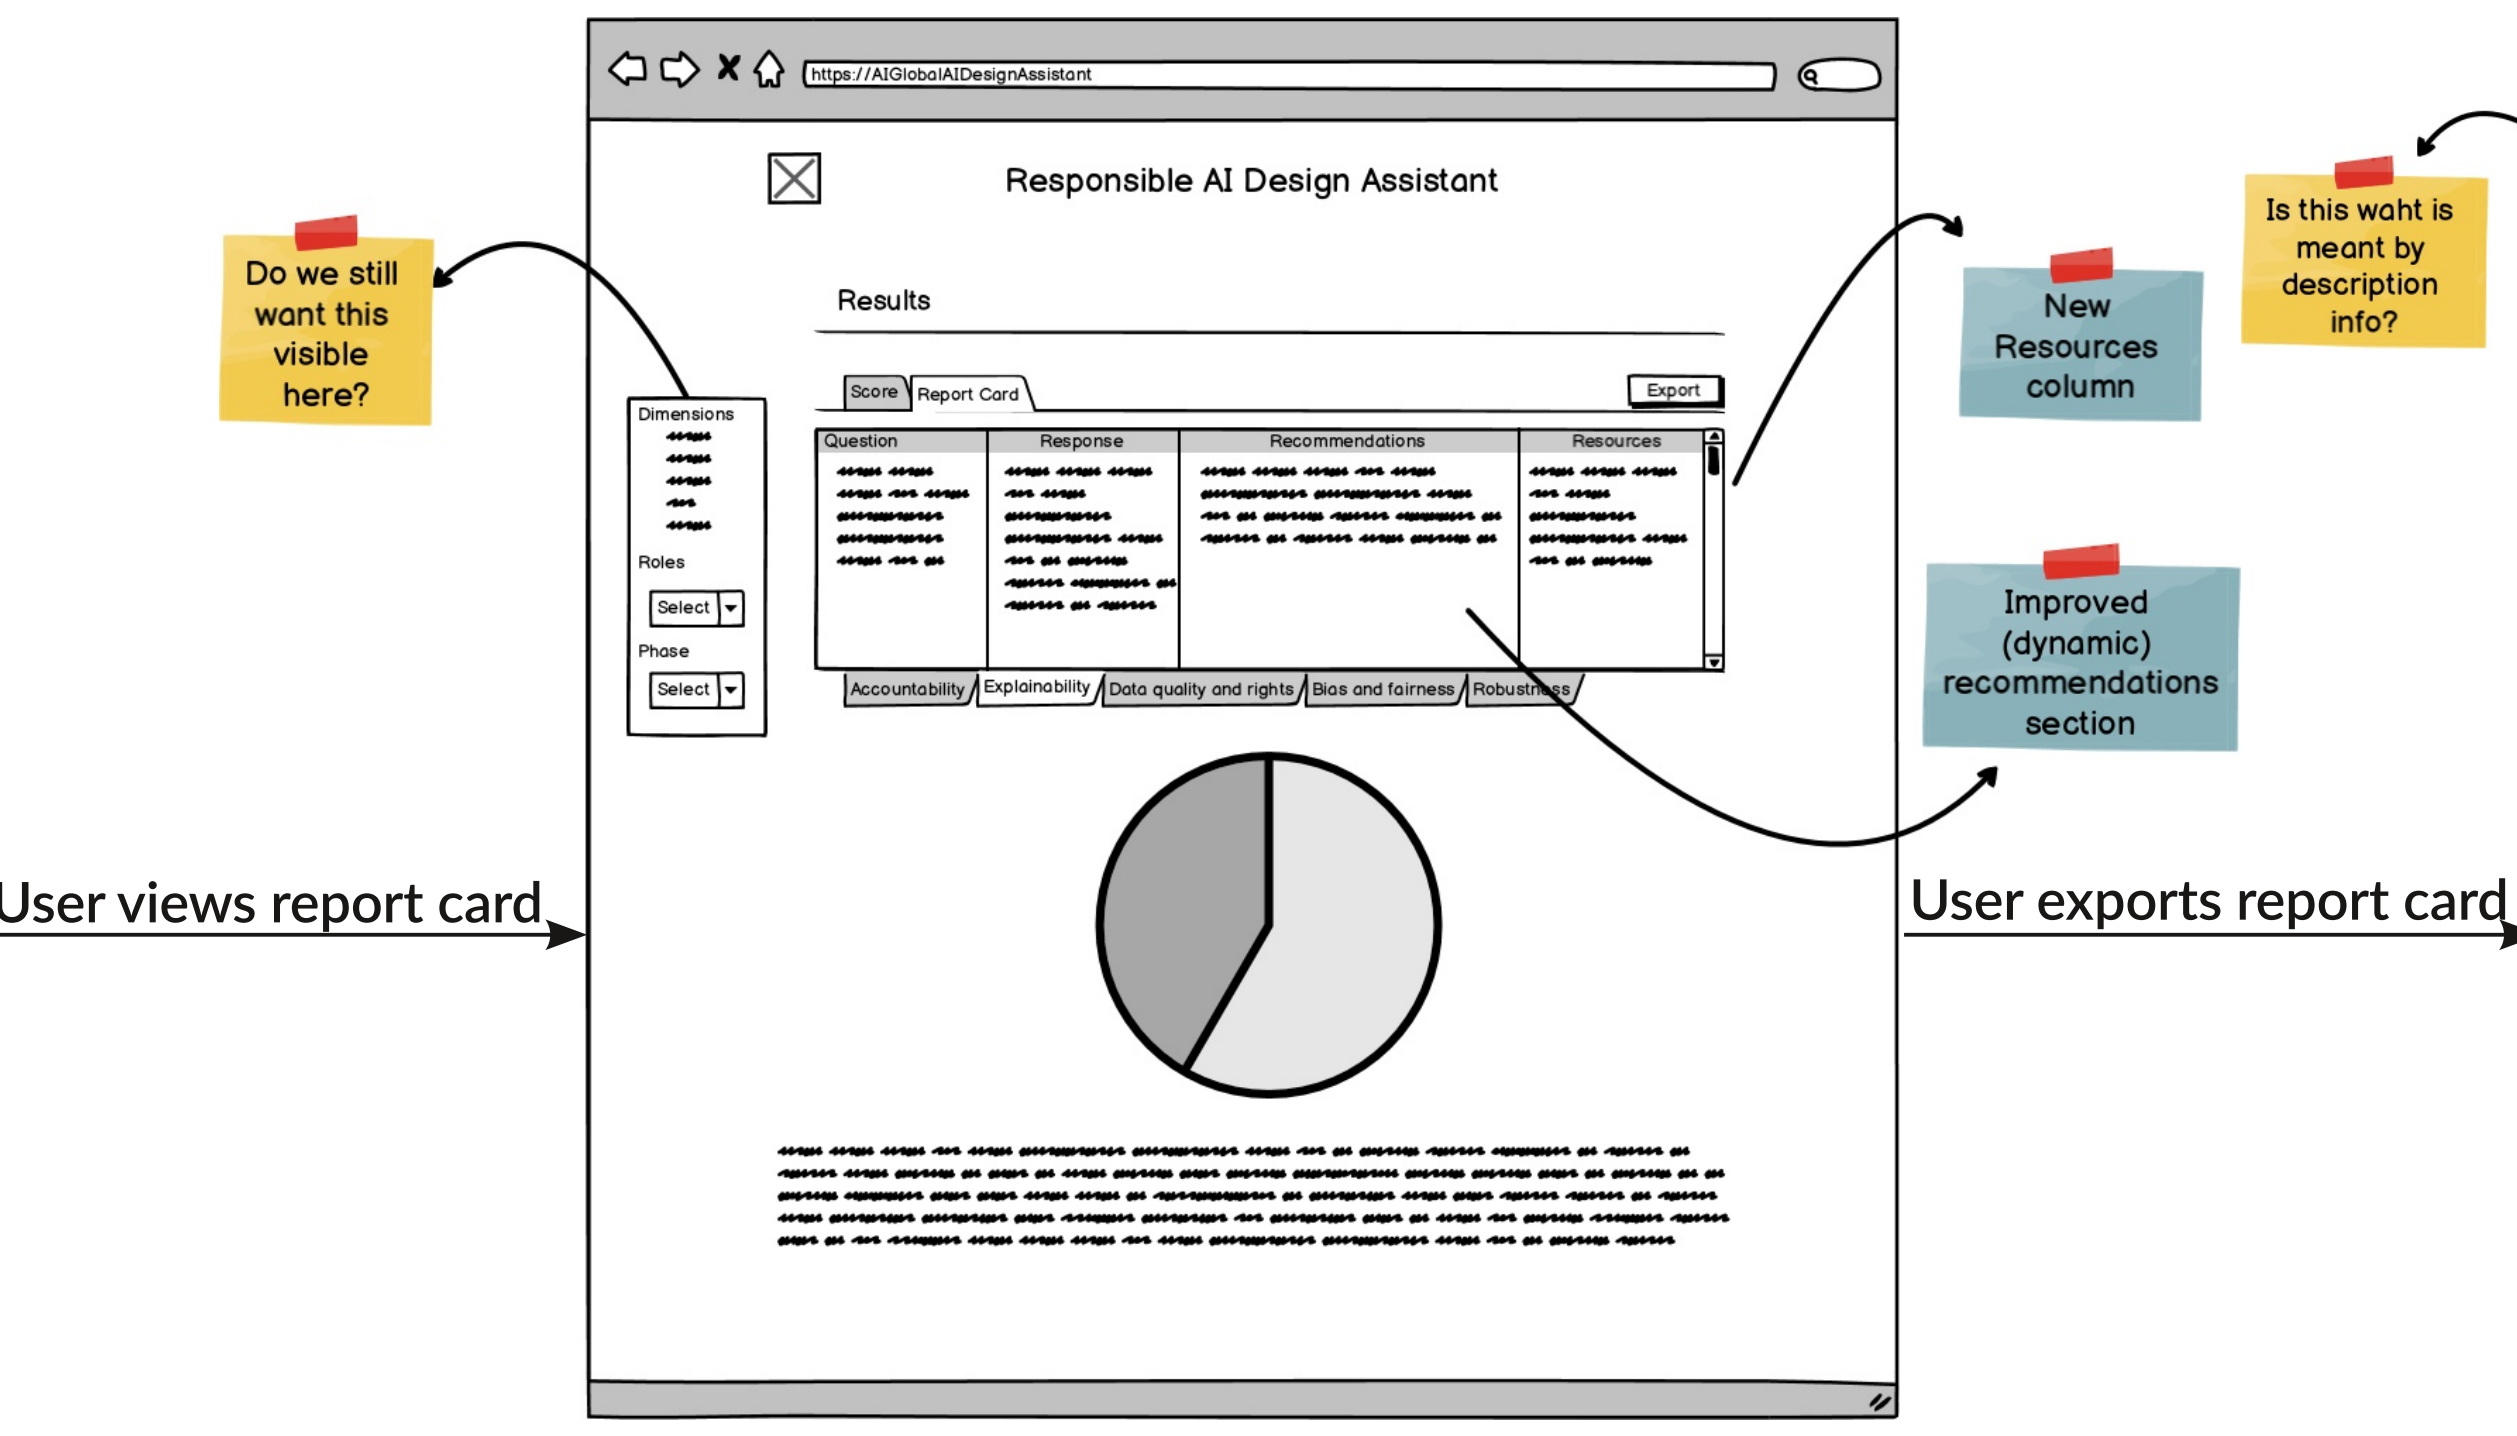 https://AIGlobalAIDesignAssistant
Responsible AI Design Assistant
Do we still
want this
visible
here?
Results
Score
Report Card
Export
Dimensions
Roles
Select
Phase
Select
Question
Response
Recommendations
Resources
Accountability
Explainability
Data quality and rights
Bias and fairness
Robustness
New
Resources
column
Is this waht is
meant by
description
info?
Improved
(dynamic)
recommendations
section
User views report card
User exports report card